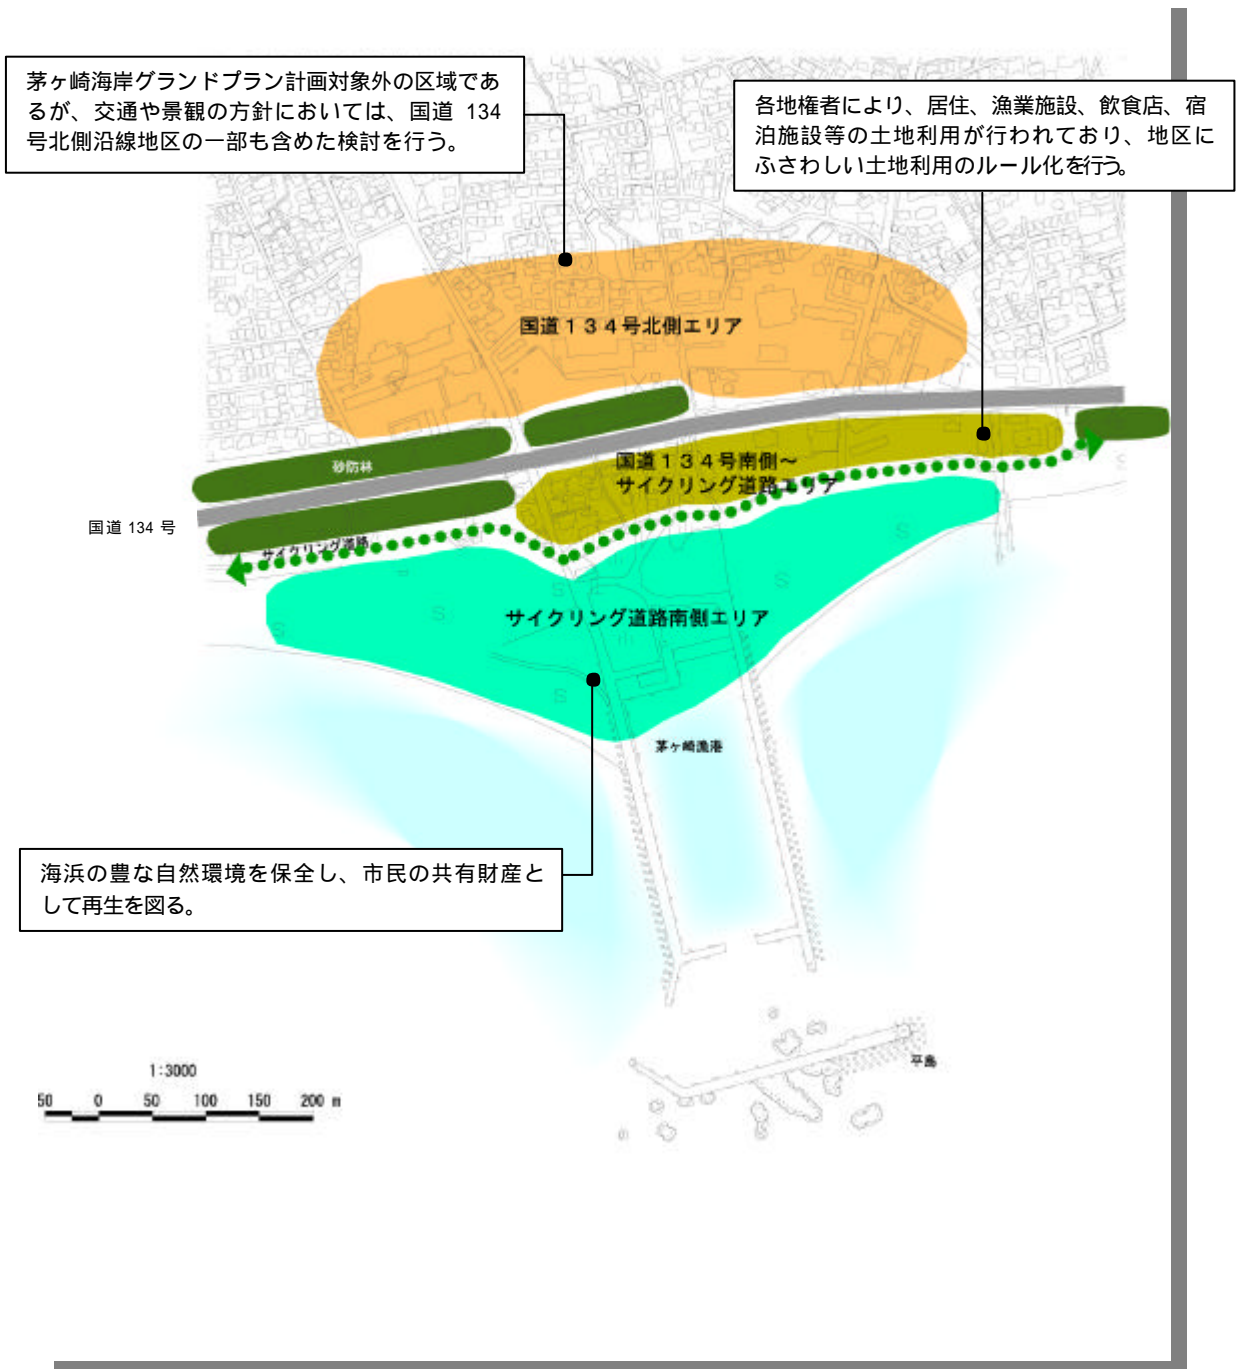 茅ヶ崎海岸グランドプラン計画対象外の区域であ
るが、交通や景観の方針においては、国道 134
号北側沿線地区の一部も含めた検討を行う。
各地権者により、居住、漁業施設、飲食店、宿
泊施設等の土地利用が行われており、地区に
ふさわしい土地利用のルール化を行う。
国道１３４号北側エリア
砂防林
国道１３４号南側～
サイクリング道路エリア
国道 134 号
サイクリング道路
サイクリング道路南側エリア
茅ヶ崎漁港
海浜の豊な自然環境を保全し、市民の共有財産と
して再生を図る。
平島
1:3000
50 0 50 100 150 200 m